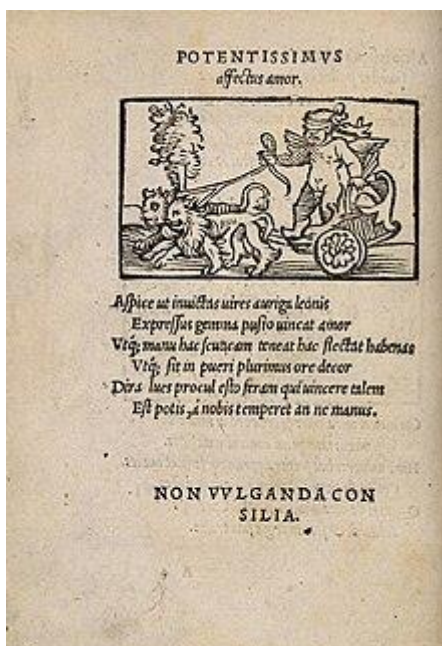 POTENTISSIMVS
affectus amor.
Aspice ut inuictas uires auriga leonis
Expressus gemma pusio uincat amor
Vtq; manu hac scuticam teneat hac flectat habenas
Vtq; sit in pueri plurimus ore decor
Dira lues procul esto feram qui uincere talem
Est potis, à nobis temperet an ne manus.
NON VVLGANDA CON
SILIA.